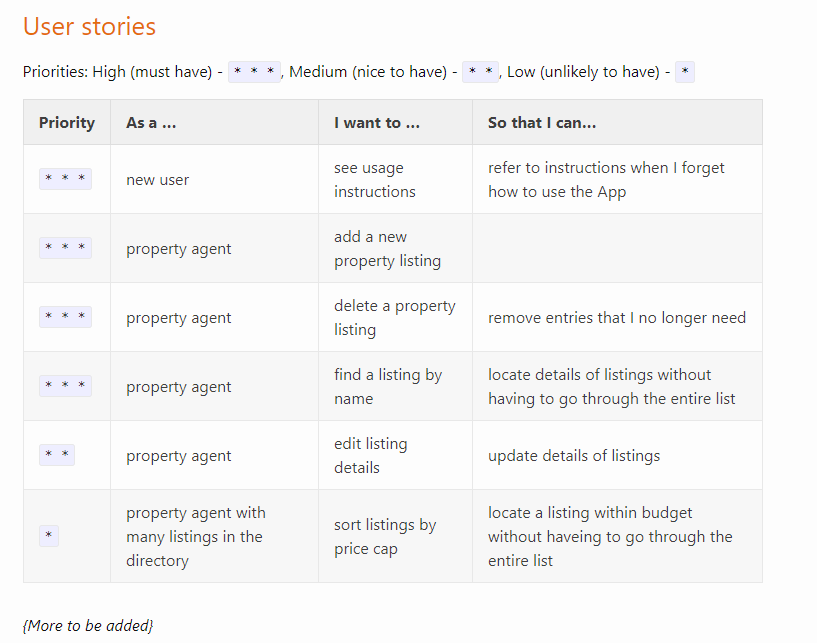 User stories
Priorities: High (must have) - * * *, Medium (nice to have) - * *, Low (unlikely to have) - *
Priority As a ... I want to ... So that I can...
* * * new user see usage instructions refer to instructions when I forget how to use the App
* * * property agent add a new property listing
* * * property agent delete a property listing remove entries that I no longer need
* * * property agent find a listing by name locate details of listings without having to go through the entire list
* * property agent edit listing details update details of listings
* property agent with many listings in the directory sort listings by price cap locate a listing within budget without haveing to go through the entire list
{More to be added}